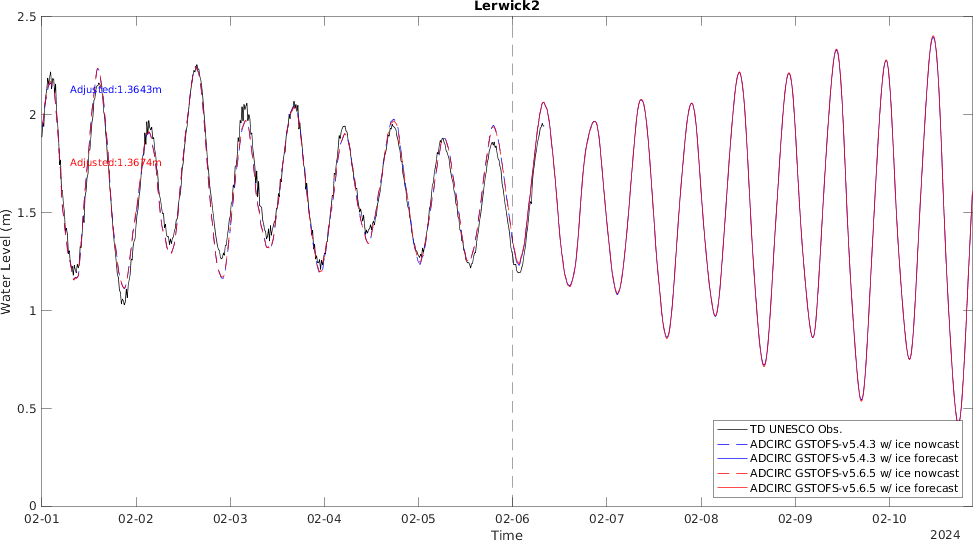 Lerwick2
2.5
2
1.5
1
0.5
0
Water Level (m)
Adjusted:1.3643m
Adjusted:1.3674m
TD UNESCO Obs.
ADCIRC GSTOFS-v5.4.3 w/ ice nowcast
ADCIRC GSTOFS-v5.4.3 w/ ice forecast
ADCIRC GSTOFS-v5.6.5 w/ ice nowcast
ADCIRC GSTOFS-v5.6.5 w/ ice forecast
02-01 02-02 02-03 02-04 02-05 02-06 02-07 02-08 02-09 02-10
Time
2024